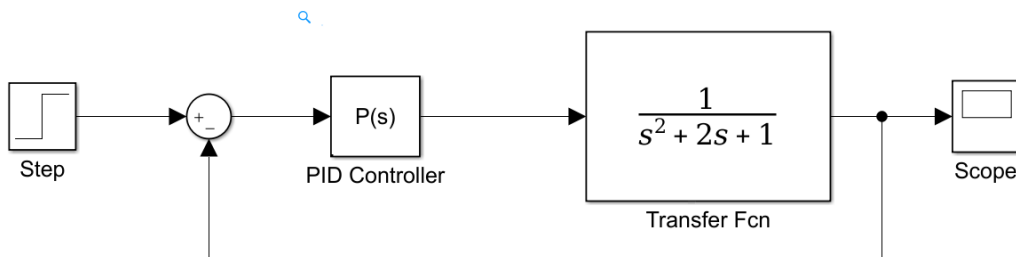 +
−
P(s)
1
s² + 2s + 1
Step
PID Controller
Transfer Fcn
Scope